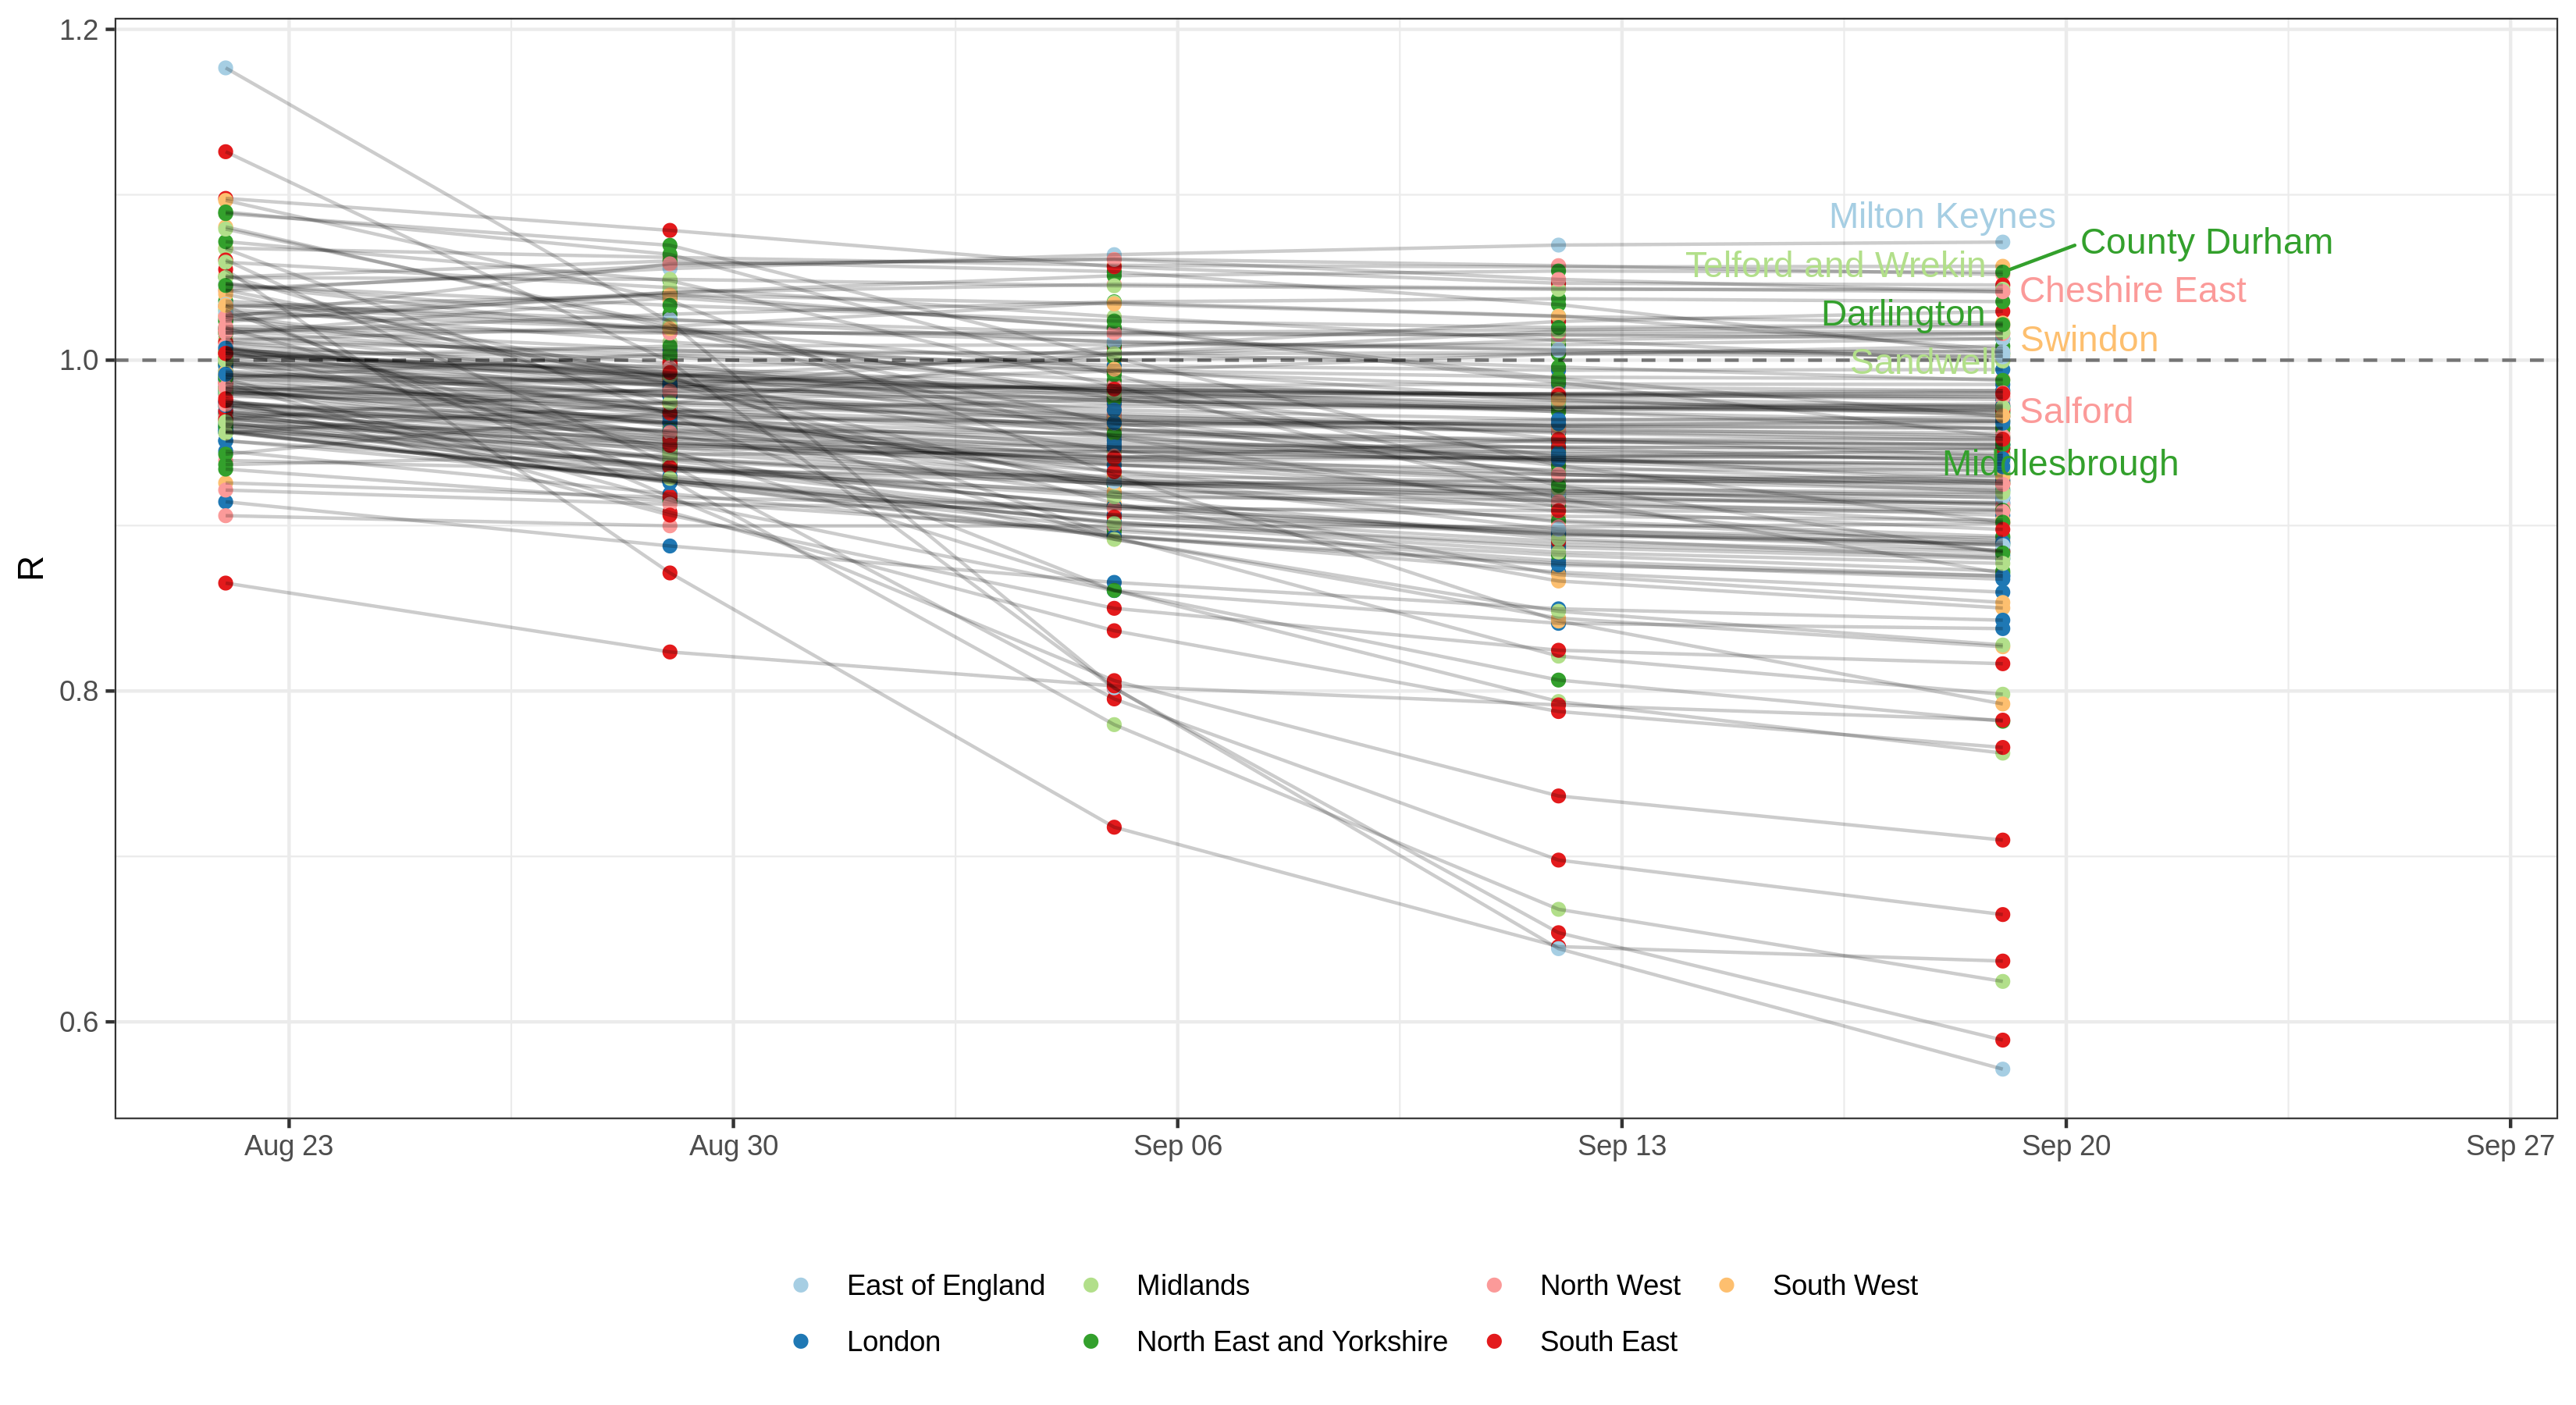 1.2
1.0
0.8
0.6
R
Milton Keynes
County Durham
Telford and Wrekin
Cheshire East
Darlington
Swindon
Sandwell
Salford
Middlesbrough
Aug 23 Aug 30 Sep 06 Sep 13 Sep 20 Sep 27
East of England Midlands North West South West
London North East and Yorkshire South East